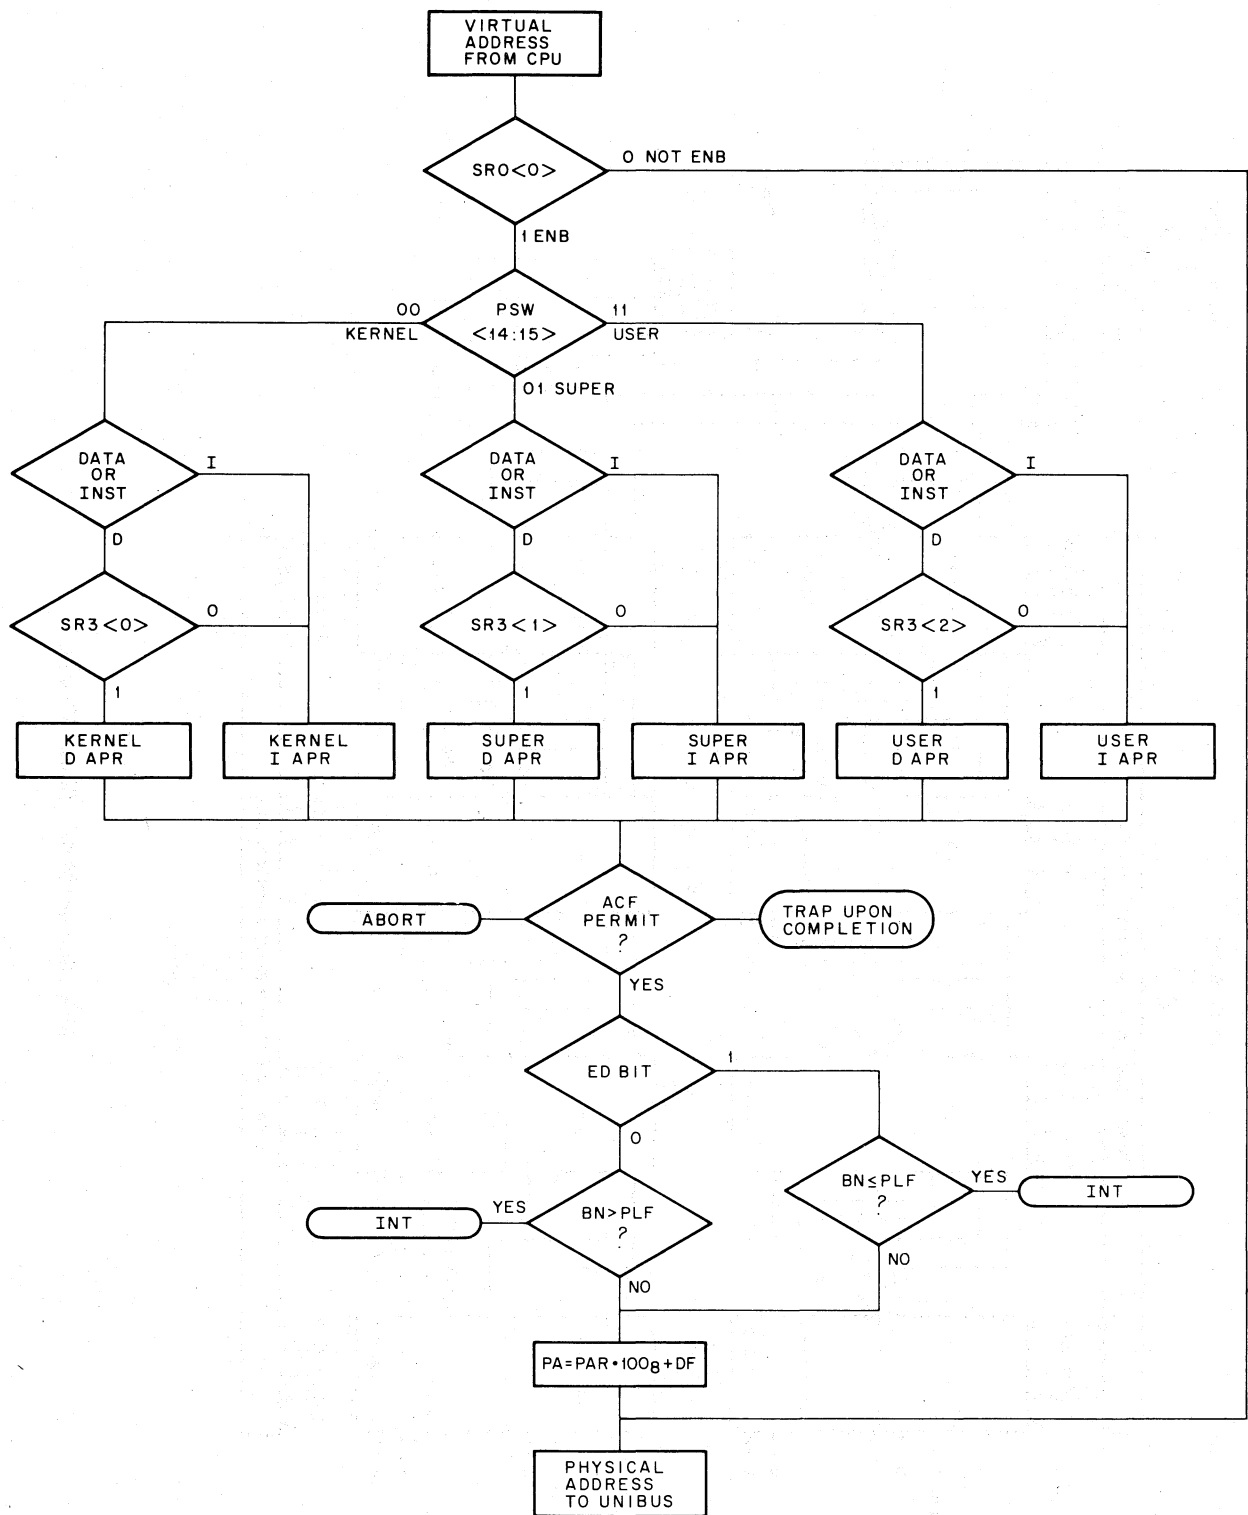 VIRTUAL
ADDRESS
FROM CPU
SR0<0>
0 NOT ENB
1 ENB
00
KERNEL
PSW
<14:15>
11
USER
01 SUPER
DATA
OR
INST
I
D
DATA
OR
INST
I
D
DATA
OR
INST
I
D
SR3<0>
0
1
SR3<1>
0
1
SR3<2>
0
1
KERNEL
D APR
KERNEL
I APR
SUPER
D APR
SUPER
I APR
USER
D APR
USER
I APR
ABORT
ACF
PERMIT
?
TRAP UPON
COMPLETION
YES
ED BIT
1
0
BN≤PLF
?
YES
INT
NO
INT
YES
BN>PLF
?
NO
PA=PAR•100₈+DF
PHYSICAL
ADDRESS
TO UNIBUS